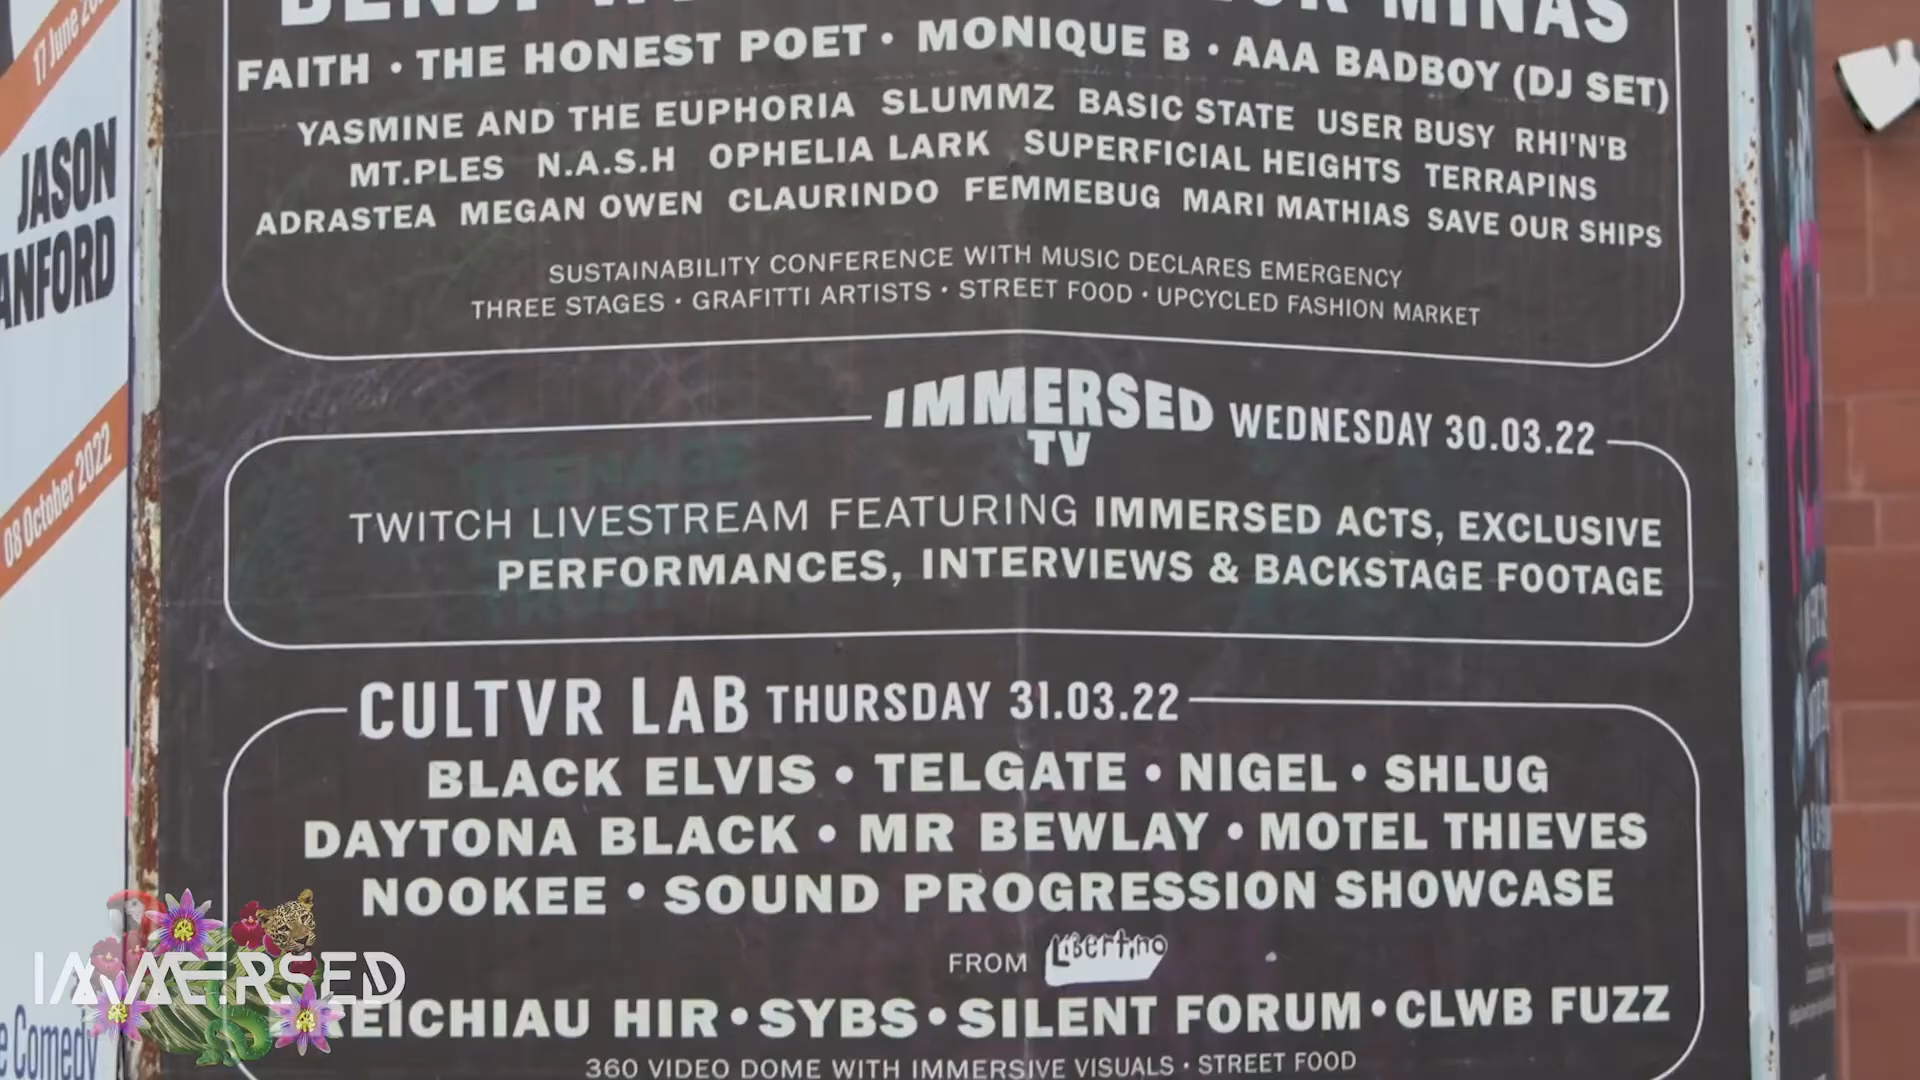 17 June
JASON
ANFORD
08 October 2022
e Comedy
MINAS
FAITH • THE HONEST POET • MONIQUE B • AAA BADBOY (DJ SET)
YASMINE AND THE EUPHORIA SLUMMZ BASIC STATE USER BUSY RHI'N'B
MT.PLES N.A.S.H OPHELIA LARK SUPERFICIAL HEIGHTS TERRAPINS
ADRASTEA MEGAN OWEN CLAURINDO FEMMEBUG MARI MATHIAS SAVE OUR SHIPS
SUSTAINABILITY CONFERENCE WITH MUSIC DECLARES EMERGENCY
THREE STAGES • GRAFITTI ARTISTS • STREET FOOD • UPCYCLED FASHION MARKET
IMMERSED TV WEDNESDAY 30.03.22
TWITCH LIVESTREAM FEATURING IMMERSED ACTS, EXCLUSIVE
PERFORMANCES, INTERVIEWS & BACKSTAGE FOOTAGE
CULTVR LAB THURSDAY 31.03.22
BLACK ELVIS • TELGATE • NIGEL • SHLUG
DAYTONA BLACK • MR BEWLAY • MOTEL THIEVES
NOOKEE • SOUND PROGRESSION SHOWCASE
FROM Libertino
REICHIAU HIR • SYBS • SILENT FORUM • CLWB FUZZ
360 VIDEO DOME WITH IMMERSIVE VISUALS • STREET FOOD
IMMERSED